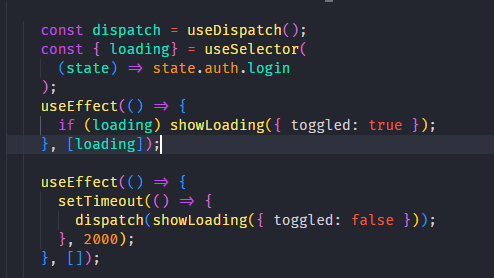 const dispatch = useDispatch();
const { loading} = useSelector(
(state) => state.auth.login
);
useEffect(() => {
if (loading) showLoading({ toggled: true });
}, [loading]);
useEffect(() => {
setTimeout(() => {
dispatch(showLoading({ toggled: false }));
}, 2000);
}, []);